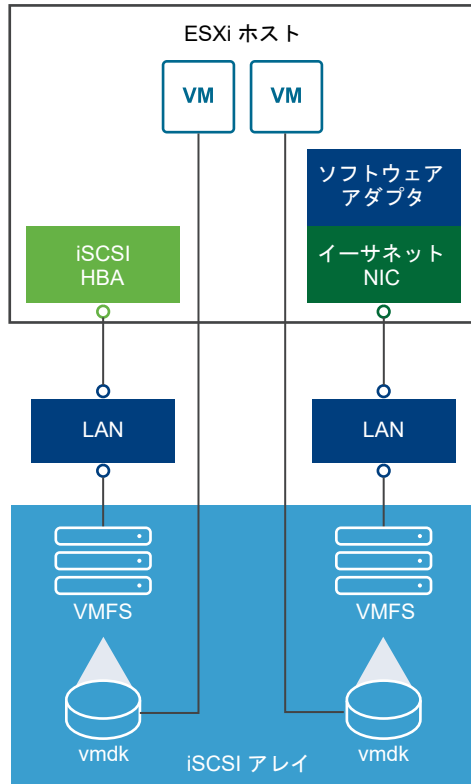 ESXi ホスト
VM
VM
ソフトウェア
アダプタ
iSCSI
HBA
イーサネット
NIC
LAN
LAN
VMFS
VMFS
vmdk
vmdk
iSCSI アレイ